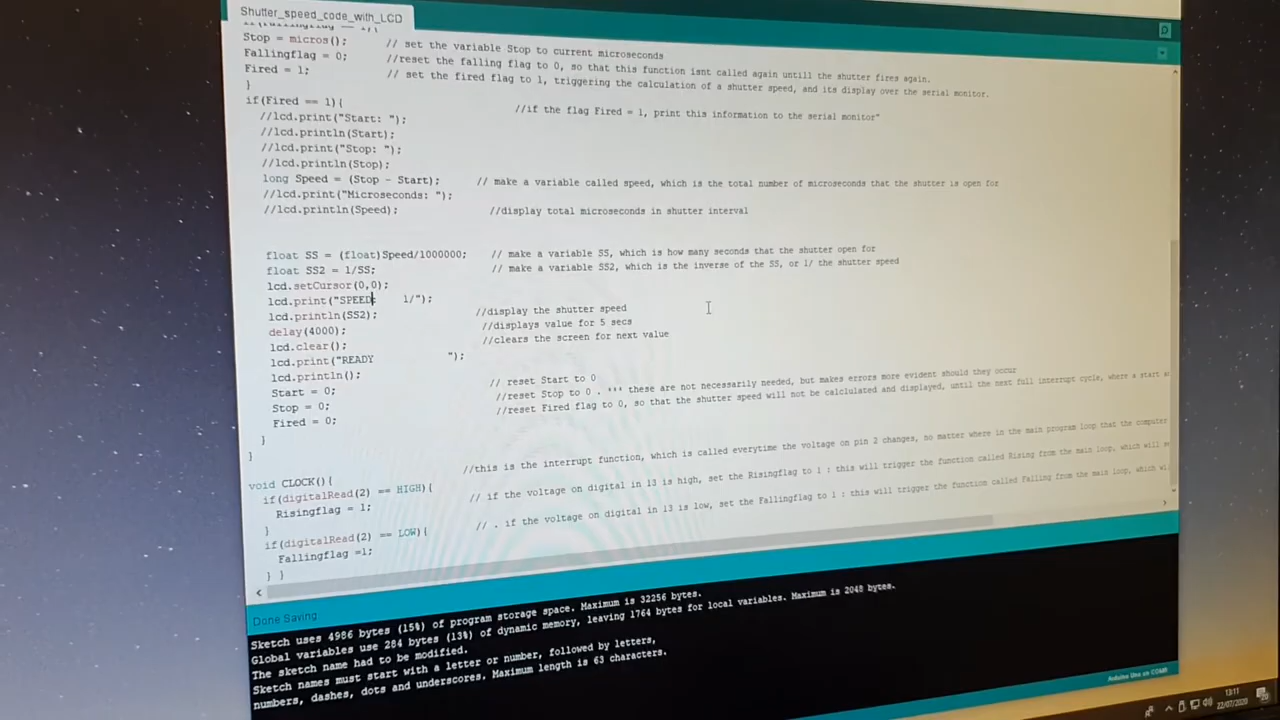 Shutter_speed_code_with_LCD
Stop = micros(); // set the variable Stop to current microseconds
Fallingflag = 0; //reset the falling flag to 0, so that this function isnt called again untill the shutter fires again.
Fired = 1; // set the fired flag to 1, triggering the calculation of a shutter speed, and its display over the serial monitor.
}
if(Fired == 1){ //if the flag Fired = 1, print this information to the serial monitor"
//lcd.print("Start: ");
//lcd.println(Start);
//lcd.print("Stop: ");
//lcd.println(Stop);
long Speed = (Stop - Start); // make a variable called speed, which is the total number of microseconds that the shutter is open for
//lcd.print("Microseconds: ");
//lcd.println(Speed); //display total microseconds in shutter interval
float SS = (float)Speed/1000000; // make a variable SS, which is how many seconds that the shutter open for
float SS2 = 1/SS; // make a variable SS2, which is the inverse of the SS, or 1/ the shutter speed
lcd.setCursor(0,0);
lcd.print("SPEED: 1/"); //display the shutter speed
lcd.println(SS2); //displays value for 5 secs
delay(4000); //clears the screen for next value
lcd.clear();
lcd.print("READY ");
lcd.println(); // reset Start to 0
Start = 0; //reset Stop to 0 . *** these are not necessarily needed, but makes errors more evident should they occur
Stop = 0; //reset Fired flag to 0, so that the shutter speed will not be calclulated and displayed, until the next full interrupt cycle, where a start
Fired = 0;
}
}
void CLOCK(){ //this is the interrupt function, which is called everytime the voltage on pin 2 changes, no matter where in the main program loop that the computer
if(digitalRead(2) == HIGH){ // if the voltage on digital in 13 is high, set the Risingflag to 1 : this will trigger the function called Rising from the main loop, which will
Risingflag = 1;
} // . if the voltage on digital in 13 is low, set the Fallingflag to 1 : this will trigger the function called Falling from the main loop, which
if(digitalRead(2) == LOW){
Fallingflag =1;
} }
Done Saving.
Sketch uses 4986 bytes (15%) of program storage space. Maximum is 32256 bytes.
Global variables use 284 bytes (13%) of dynamic memory, leaving 1764 bytes for local variables. Maximum is 2048 bytes.
The sketch name had to be modified.
Sketch names must start with a letter or number, followed by letters,
numbers, dashes, dots and underscores. Maximum length is 63 characters.
Arduino Uno on
13:11
22/07/2020